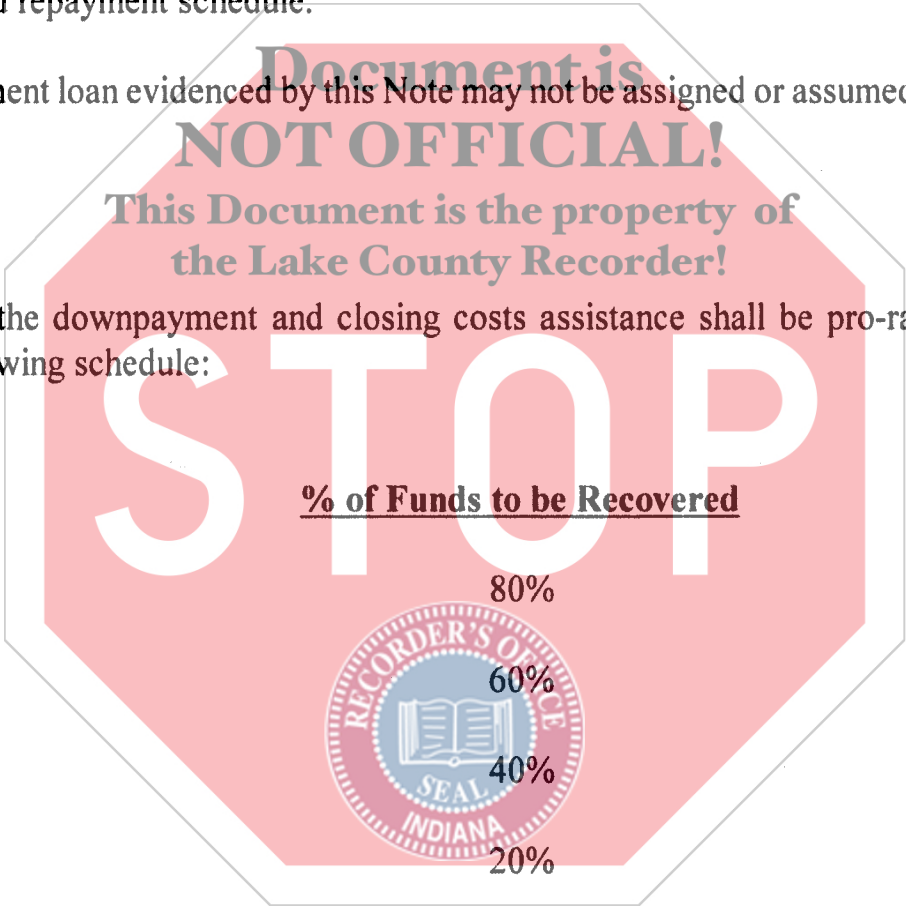 repayment schedule.
Document is
ent loan evidenced by this Note may not be assigned or assumed
NOT OFFICIAL!
This Document is the property of
the Lake County Recorder!
the downpayment and closing costs assistance shall be pro-ra
wing schedule:
STOP
% of Funds to be Recovered
80%
RECORDER'S OFFICE
60%
40%
SEAL
INDIANA
20%